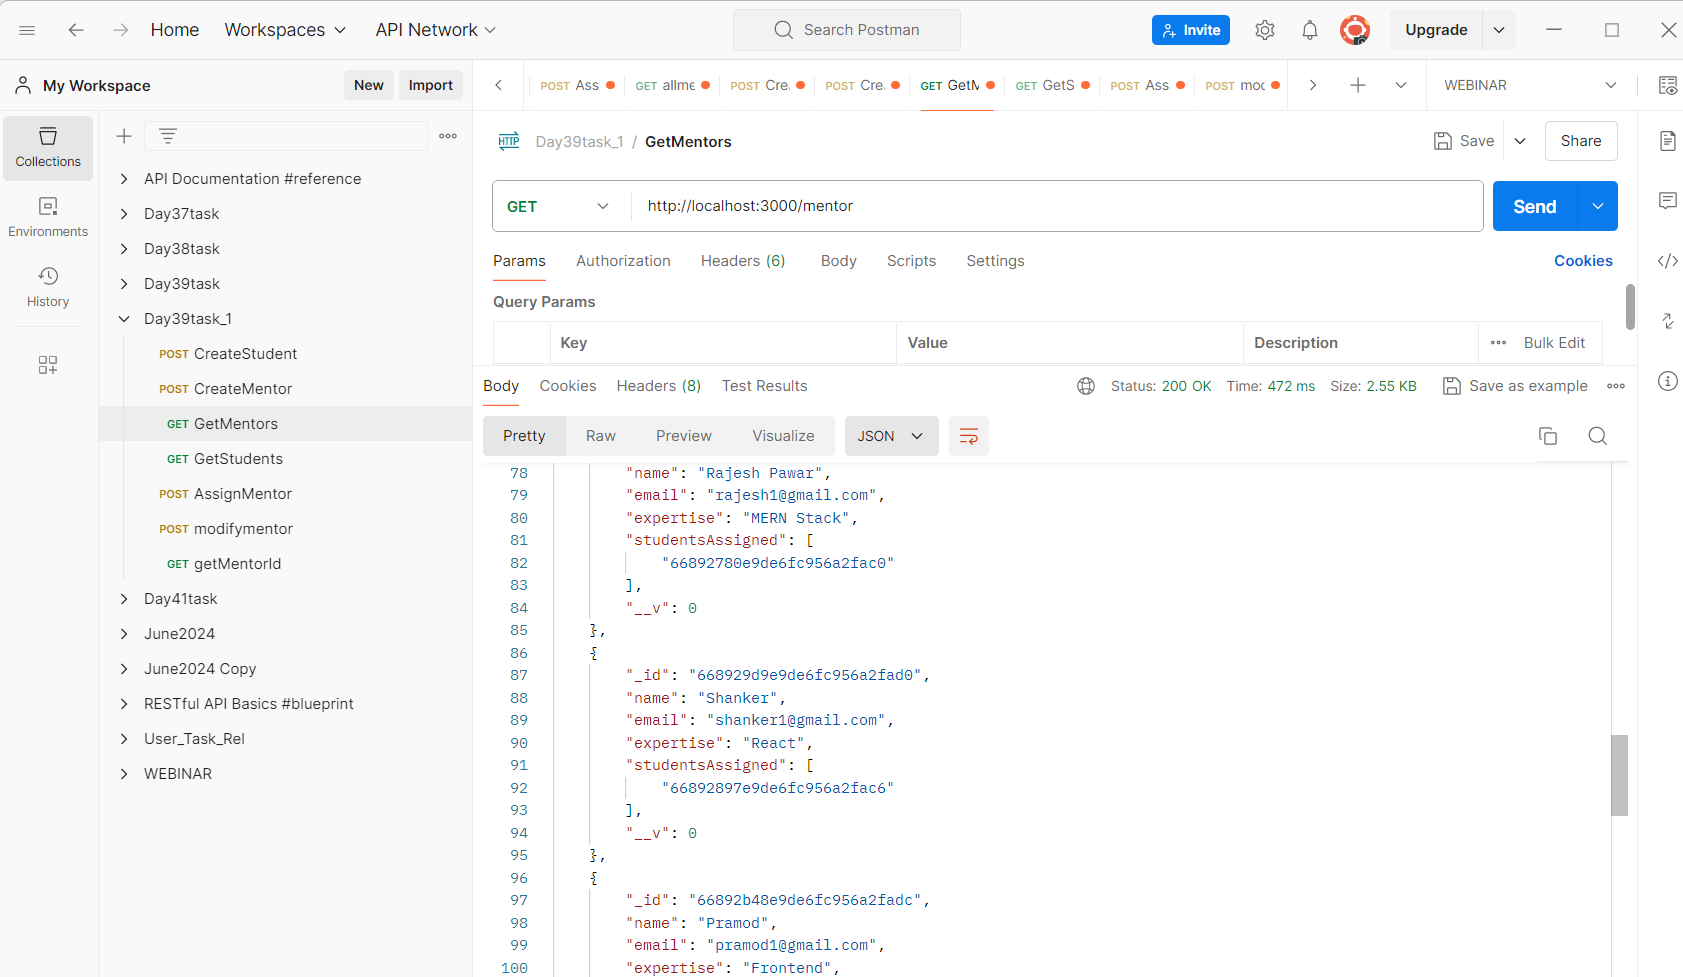 Home Workspaces API Network Search Postman Invite Upgrade
My Workspace New Import POST Ass GET allme POST Cre POST Cre GET GetM GET GetS POST Ass POST moc WEBINAR
Collections
Environments
History
API Documentation #reference
Day37task
Day38task
Day39task
Day39task_1
POST CreateStudent
POST CreateMentor
GET GetMentors
GET GetStudents
POST AssignMentor
POST modifymentor
GET getMentorId
Day41task
June2024
June2024 Copy
RESTful API Basics #blueprint
User_Task_Rel
WEBINAR
HTTP Day39task_1 / GetMentors Save Share
GET http://localhost:3000/mentor Send
Params Authorization Headers (6) Body Scripts Settings Cookies
Query Params
Key Value Description Bulk Edit
Body Cookies Headers (8) Test Results Status: 200 OK Time: 472 ms Size: 2.55 KB Save as example
Pretty Raw Preview Visualize JSON
78 "name": "Rajesh Pawar",
79 "email": "rajesh1@gmail.com",
80 "expertise": "MERN Stack",
81 "studentsAssigned": [
82 "66892780e9de6fc956a2fac0"
83 ],
84 "__v": 0
85 },
86 {
87 "_id": "668929d9e9de6fc956a2fad0",
88 "name": "Shanker",
89 "email": "shanker1@gmail.com",
90 "expertise": "React",
91 "studentsAssigned": [
92 "66892897e9de6fc956a2fac6"
93 ],
94 "__v": 0
95 },
96 {
97 "_id": "66892b48e9de6fc956a2fadc",
98 "name": "Pramod",
99 "email": "pramod1@gmail.com",
100 "expertise": "Frontend",